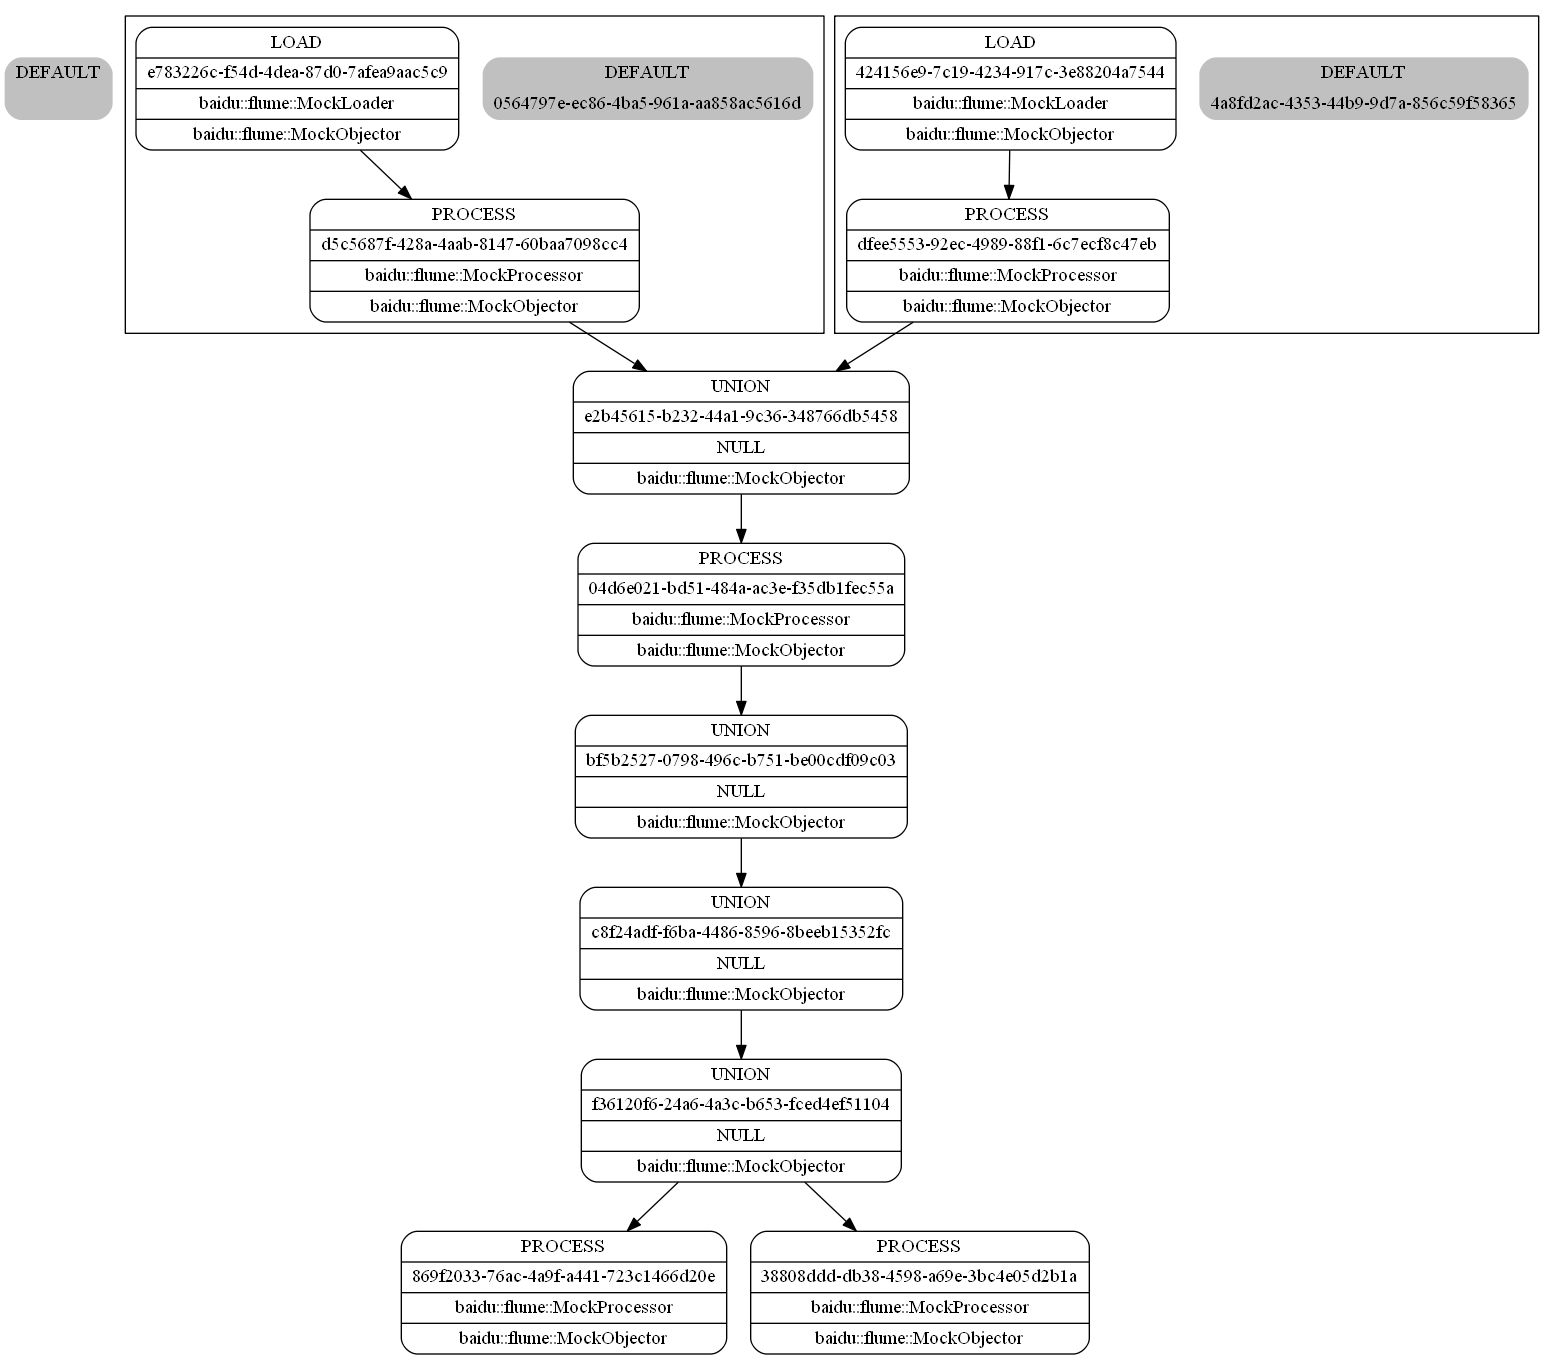 DEFAULT
LOAD
e783226c-f54d-4dea-87d0-7afea9aac5c9
baidu::flume::MockLoader
baidu::flume::MockObjector
DEFAULT
0564797e-ec86-4ba5-961a-aa858ac5616d
LOAD
424156e9-7c19-4234-917c-3e88204a7544
baidu::flume::MockLoader
baidu::flume::MockObjector
DEFAULT
4a8fd2ac-4353-44b9-9d7a-856c59f58365
PROCESS
d5c5687f-428a-4aab-8147-60baa7098cc4
baidu::flume::MockProcessor
baidu::flume::MockObjector
PROCESS
dfee5553-92ec-4989-88f1-6c7ecf8c47eb
baidu::flume::MockProcessor
baidu::flume::MockObjector
UNION
e2b45615-b232-44a1-9c36-348766db5458
NULL
baidu::flume::MockObjector
PROCESS
04d6e021-bd51-484a-ac3e-f35db1fec55a
baidu::flume::MockProcessor
baidu::flume::MockObjector
UNION
bf5b2527-0798-496c-b751-be00cdf09c03
NULL
baidu::flume::MockObjector
UNION
c8f24adf-f6ba-4486-8596-8beeb15352fc
NULL
baidu::flume::MockObjector
UNION
f36120f6-24a6-4a3c-b653-fced4ef51104
NULL
baidu::flume::MockObjector
PROCESS
869f2033-76ac-4a9f-a441-723c1466d20e
baidu::flume::MockProcessor
baidu::flume::MockObjector
PROCESS
38808ddd-db38-4598-a69e-3bc4e05d2b1a
baidu::flume::MockProcessor
baidu::flume::MockObjector